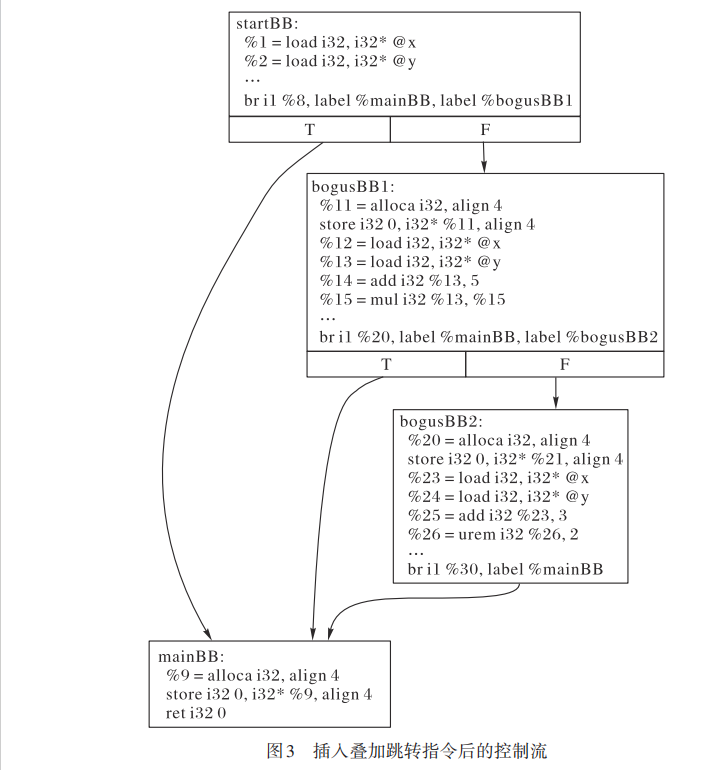 startBB:
%1 = load i32, i32* @x
%2 = load i32, i32* @y
…
br i1 %8, label %mainBB, label %bogusBB1
T
F
bogusBB1:
%11 = alloca i32, align 4
store i32 0, i32* %11, align 4
%12 = load i32, i32* @x
%13 = load i32, i32* @y
%14 = add i32 %13, 5
%15 = mul i32 %13, %15
…
br i1 %20, label %mainBB, label %bogusBB2
T
F
bogusBB2:
%20 = alloca i32, align 4
store i32 0, i32* %21, align 4
%23 = load i32, i32* @x
%24 = load i32, i32* @y
%25 = add i32 %23, 3
%26 = urem i32 %26, 2
…
br i1 %30, label %mainBB
mainBB:
%9 = alloca i32, align 4
store i32 0, i32* %9, align 4
ret i32 0
图3 插入叠加跳转指令后的控制流